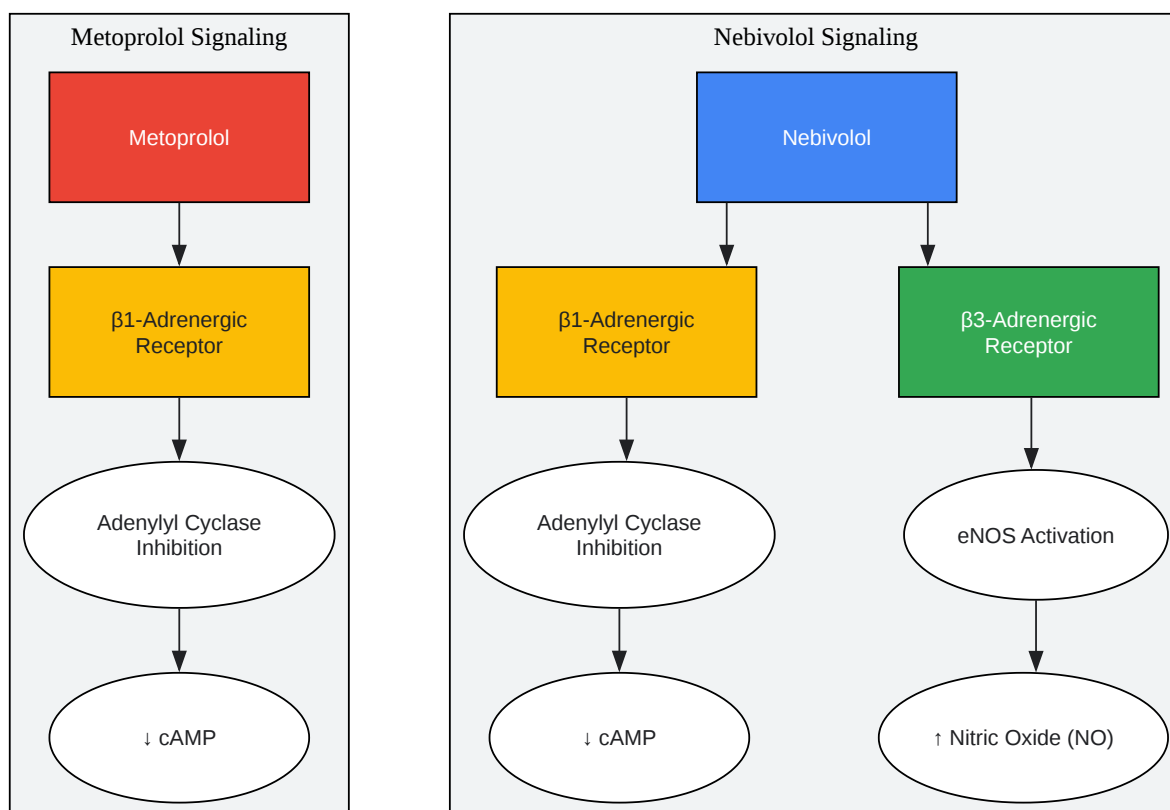 Metoprolol Signaling
Metoprolol
β1-Adrenergic
Receptor
Adenylyl Cyclase
Inhibition
↓ cAMP
Nebivolol Signaling
Nebivolol
β1-Adrenergic
Receptor
Adenylyl Cyclase
Inhibition
↓ cAMP
β3-Adrenergic
Receptor
eNOS Activation
↑ Nitric Oxide (NO)